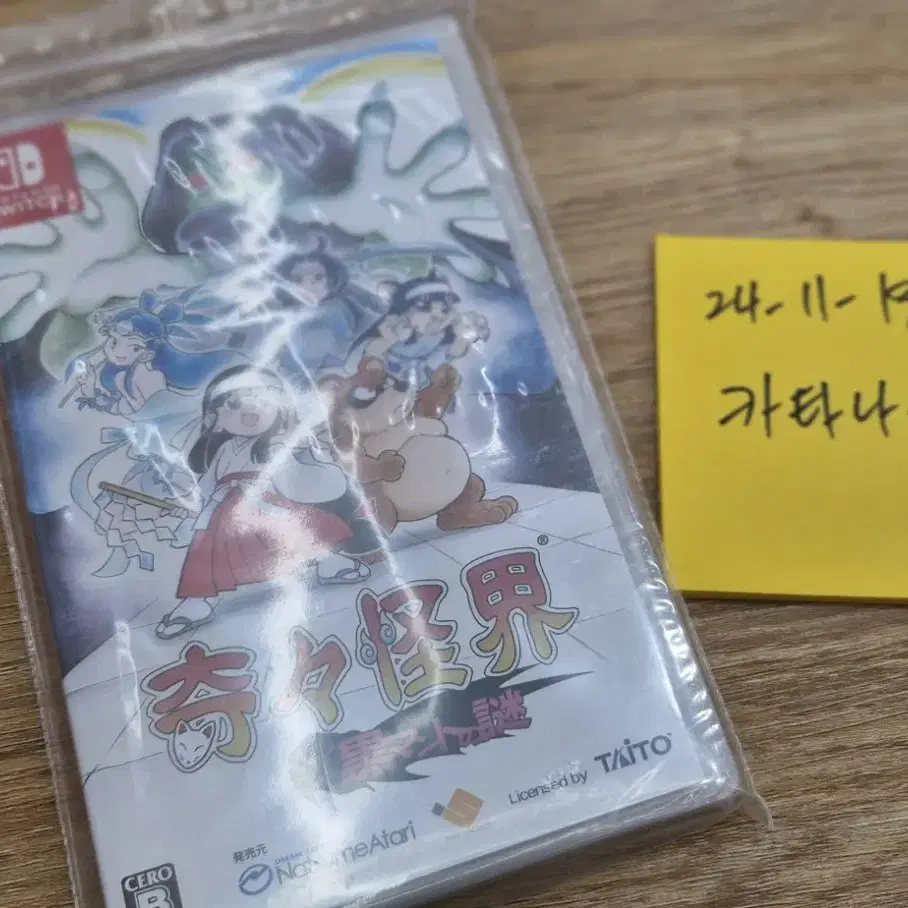 奇々怪界
黒マントの謎
Licensed by TAITO
発売元
NatsumeAtari
CERO
B
24-11-
카타나